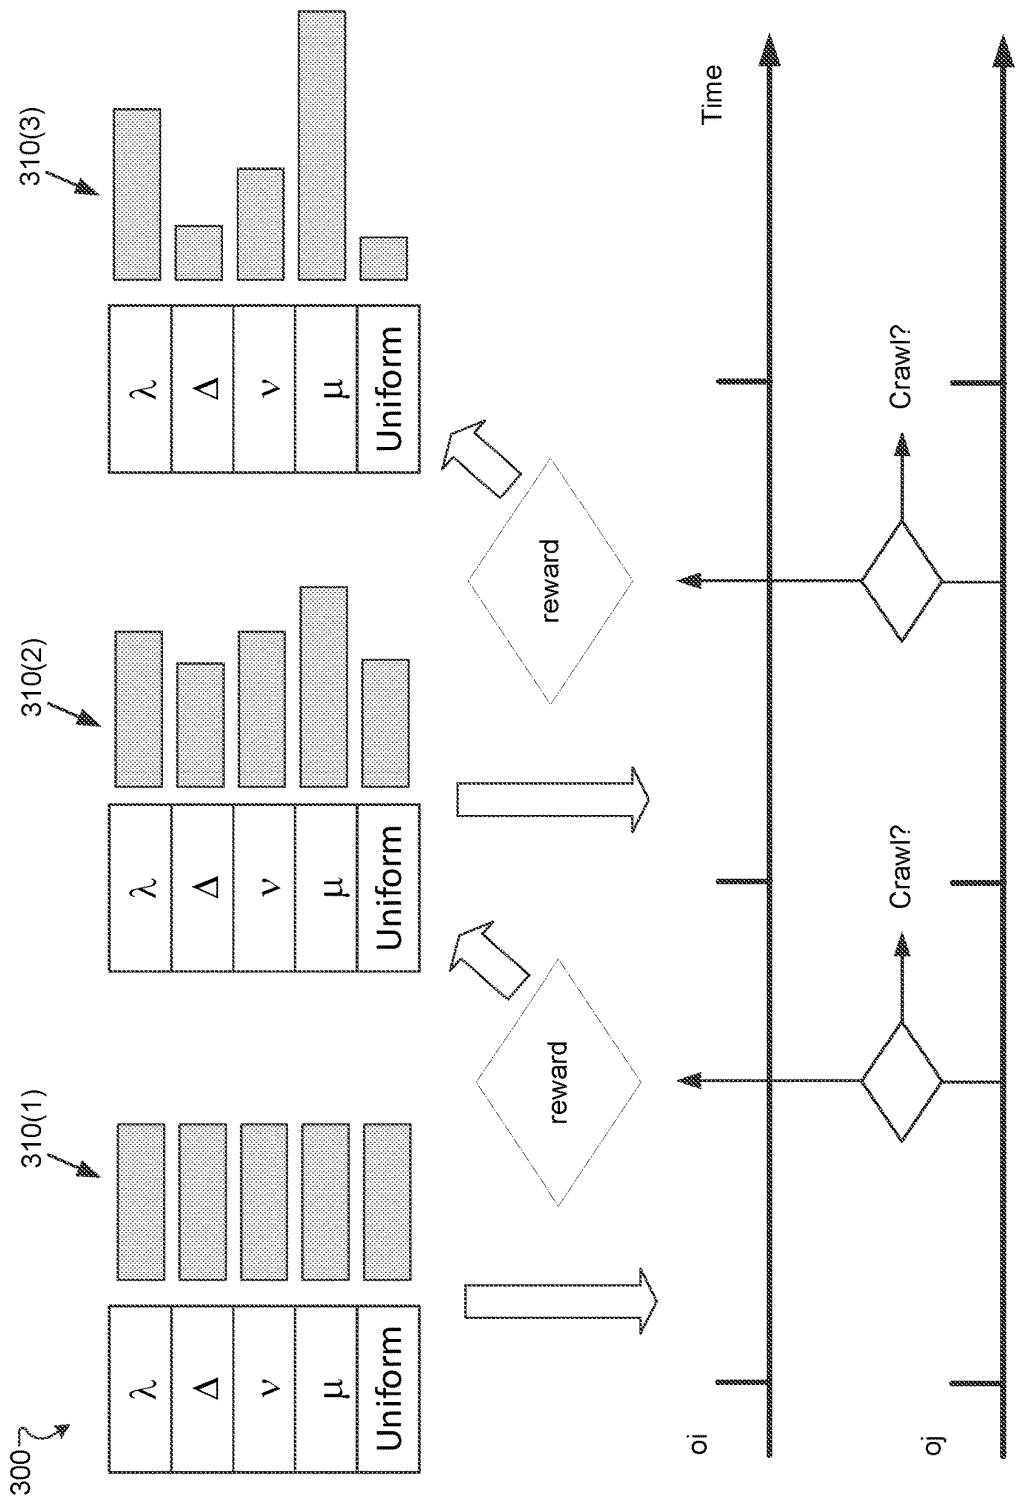 300
310(1)
310(2)
310(3)
λ
Δ
ν
μ
Uniform
λ
Δ
ν
μ
Uniform
λ
Δ
ν
μ
Uniform
reward
reward
oi
Time
Crawl?
Crawl?
oj